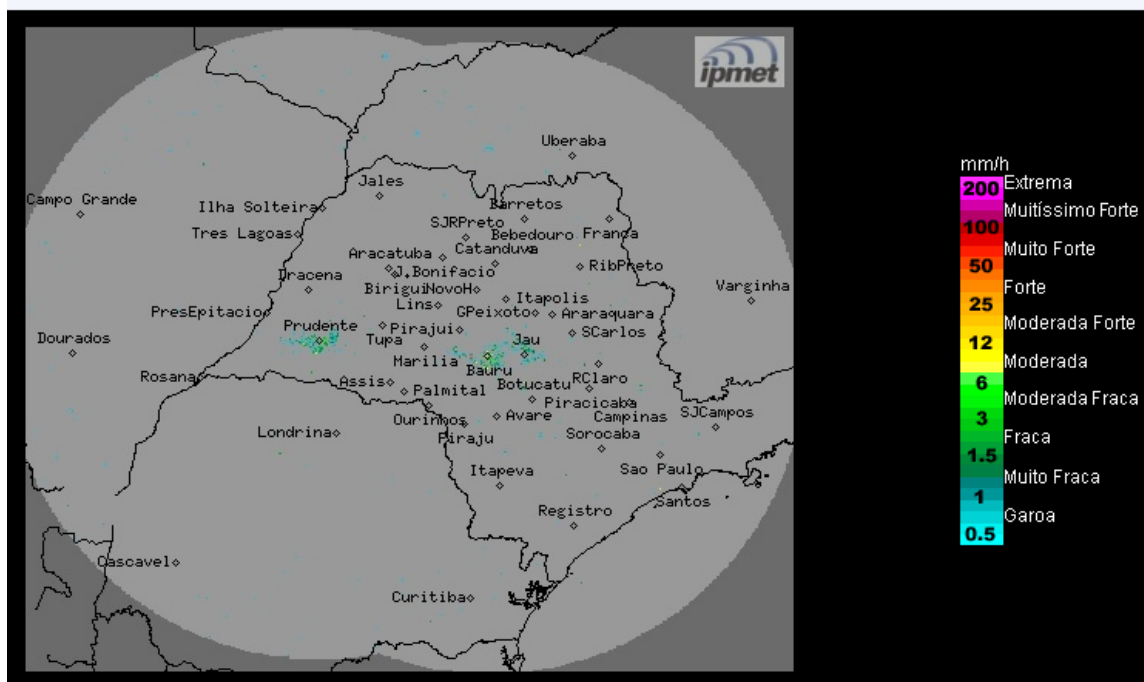 ipmet
Uberaba
Jales
Campo Grande
Ilha Solteira
Barretos
SJRPreto
Tres Lagoas
Bebedouro
Franca
Aracatuba
Catanduva
Dracena
J.Bonifacio
RibPreto
Birigui
NovoH
Varginha
Lins
Itapolis
PresEpitacio
GPeixoto
Araraquara
Prudente
Pirajui
SCarlos
Dourados
Tupa
Jau
Marilia
Bauru
Rosana
Assis
Botucatu
RClaro
Palmital
Piracicaba
Ourinhos
Avare
Campinas
SJCampos
Londrina
Piraju
Sorocaba
Itapeva
Sao Paulo
Santos
Registro
Cascavel
Curitiba
mm/h
200 Extrema
Muitíssimo Forte
100
Muito Forte
50
Forte
25
Moderada Forte
12
Moderada
6
Moderada Fraca
3
Fraca
1.5
Muito Fraca
1
Garoa
0.5